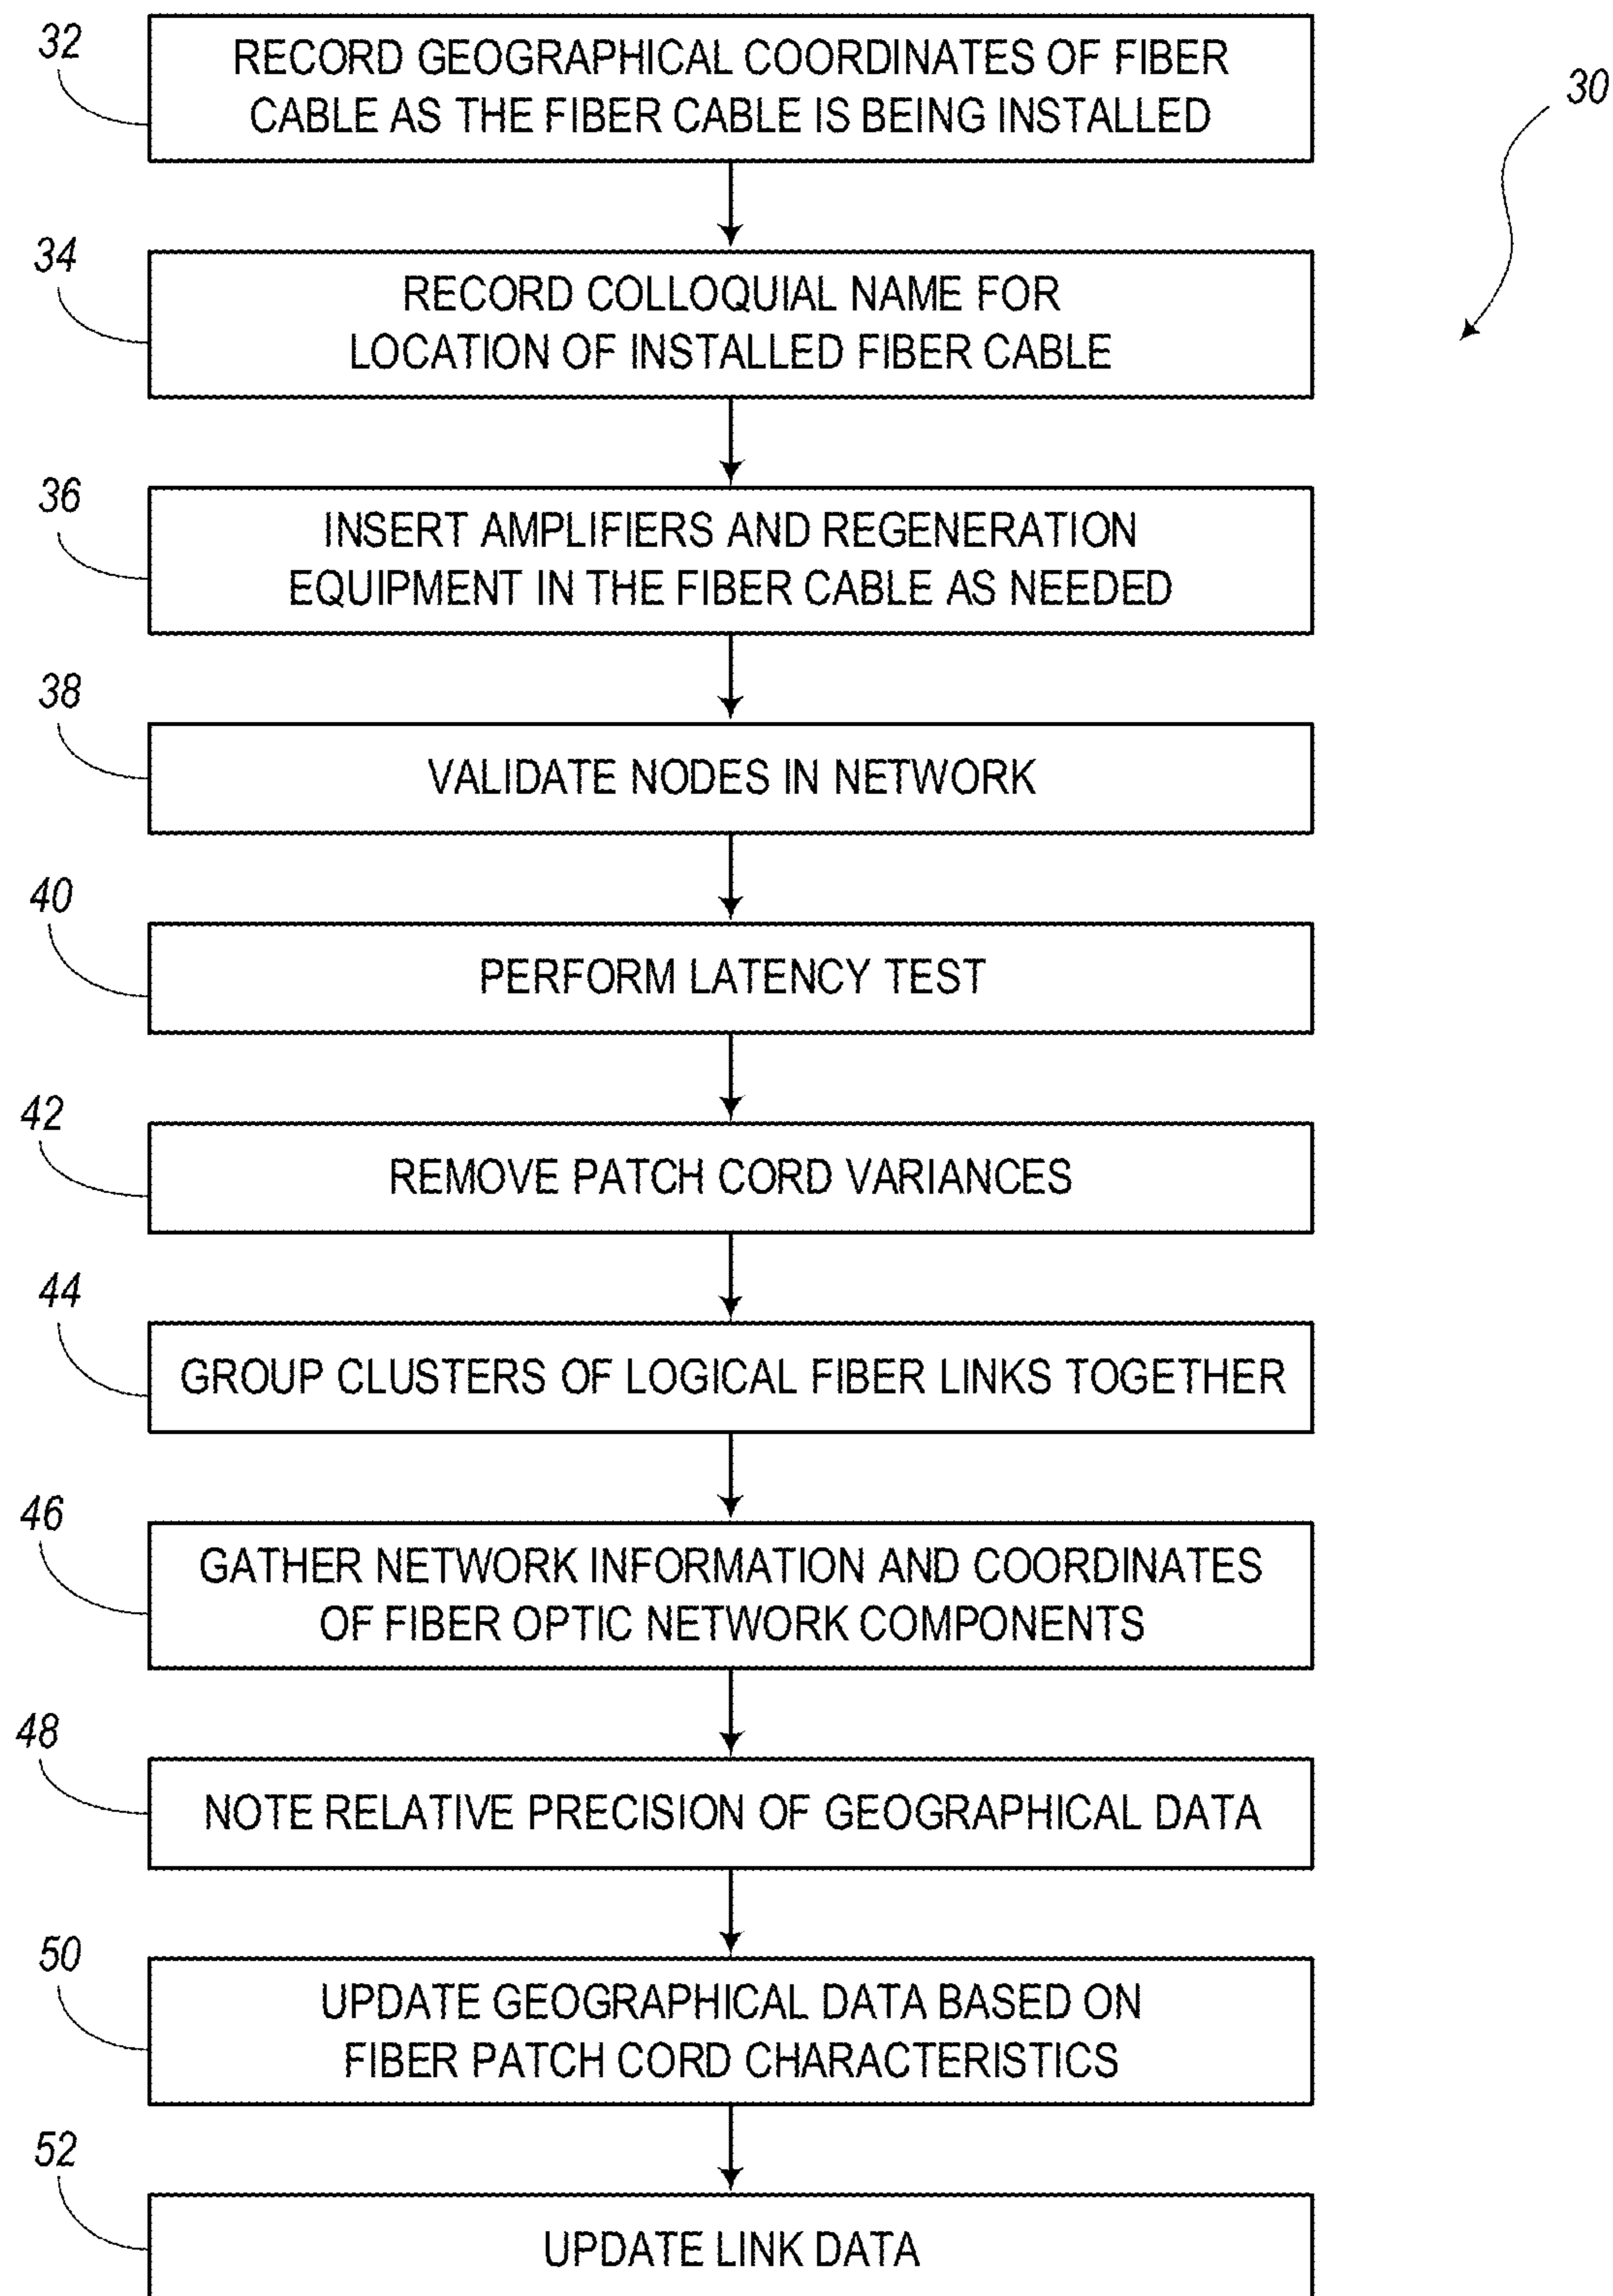 32
RECORD GEOGRAPHICAL COORDINATES OF FIBER
CABLE AS THE FIBER CABLE IS BEING INSTALLED
30
34
RECORD COLLOQUIAL NAME FOR
LOCATION OF INSTALLED FIBER CABLE
36
INSERT AMPLIFIERS AND REGENERATION
EQUIPMENT IN THE FIBER CABLE AS NEEDED
38
VALIDATE NODES IN NETWORK
40
PERFORM LATENCY TEST
42
REMOVE PATCH CORD VARIANCES
44
GROUP CLUSTERS OF LOGICAL FIBER LINKS TOGETHER
46
GATHER NETWORK INFORMATION AND COORDINATES
OF FIBER OPTIC NETWORK COMPONENTS
48
NOTE RELATIVE PRECISION OF GEOGRAPHICAL DATA
50
UPDATE GEOGRAPHICAL DATA BASED ON
FIBER PATCH CORD CHARACTERISTICS
52
UPDATE LINK DATA